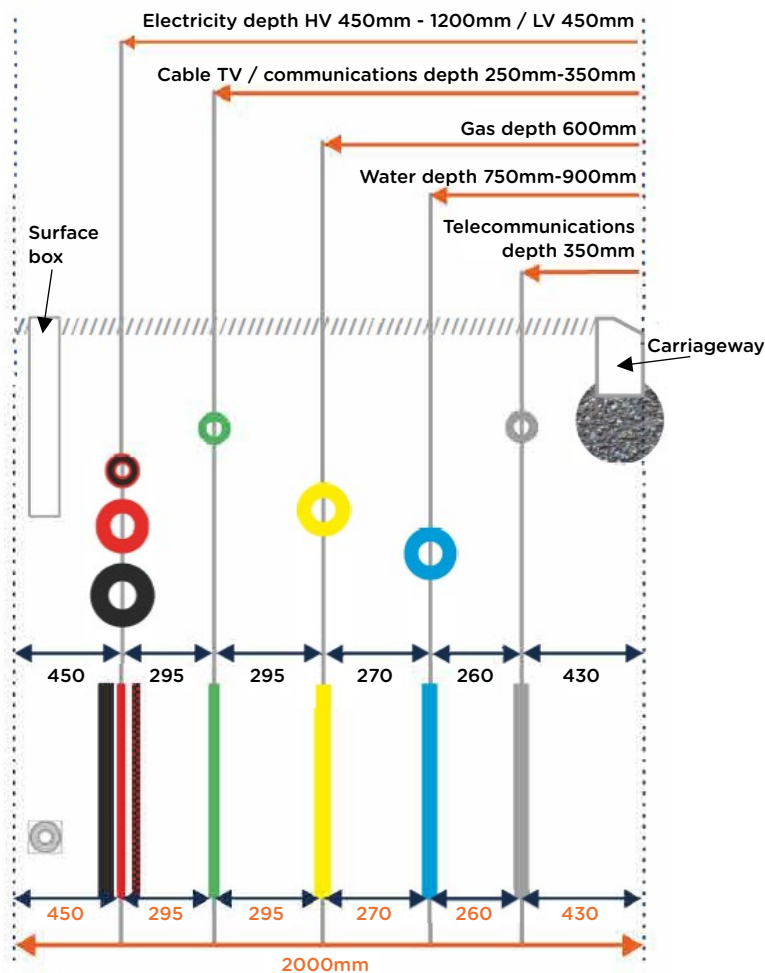 Electricity depth HV 450mm - 1200mm / LV 450mm
Cable TV / communications depth 250mm-350mm
Gas depth 600mm
Water depth 750mm-900mm
Telecommunications
depth 350mm
Surface
box
Carriageway
450 295 295 270 260 430
450 295 295 270 260 430
2000mm